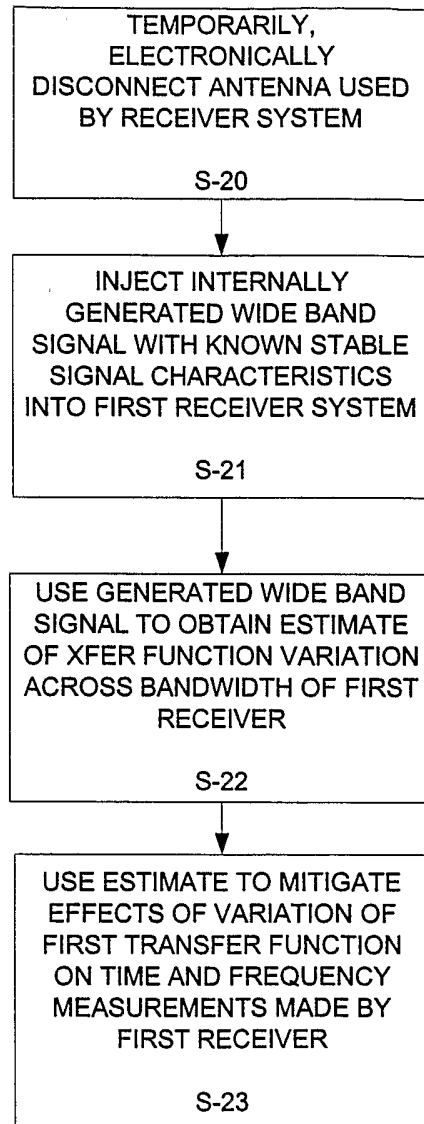 TEMPORARILY,
ELECTRONICALLY
DISCONNECT ANTENNA USED
BY RECEIVER SYSTEM
S-20
INJECT INTERNALLY
GENERATED WIDE BAND
SIGNAL WITH KNOWN STABLE
SIGNAL CHARACTERISTICS
INTO FIRST RECEIVER SYSTEM
S-21
USE GENERATED WIDE BAND
SIGNAL TO OBTAIN ESTIMATE
OF XFER FUNCTION VARIATION
ACROSS BANDWIDTH OF FIRST
RECEIVER
S-22
USE ESTIMATE TO MITIGATE
EFFECTS OF VARIATION OF
FIRST TRANSFER FUNCTION
ON TIME AND FREQUENCY
MEASUREMENTS MADE BY
FIRST RECEIVER
S-23